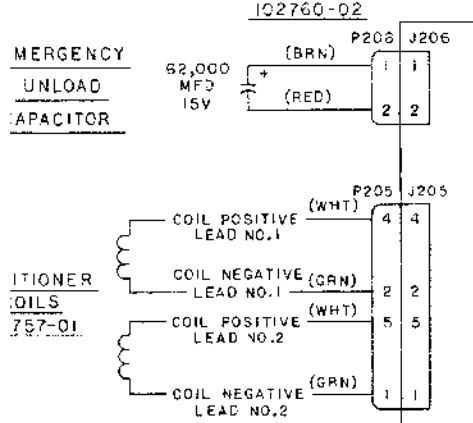 102760-02
P206 J206
MERGENCY
UNLOAD
APACITOR
62,000
MFD
15V
+
(BRN)
(RED)
1 1
2 2
P205 J205
ITIONER
OILS
757-01
COIL POSITIVE
LEAD NO.1
(WHT)
4 4
COIL NEGATIVE
LEAD NO.1
(GRN)
2 2
COIL POSITIVE
LEAD NO.2
(WHT)
5 5
COIL NEGATIVE
LEAD NO.2
(GRN)
1 1